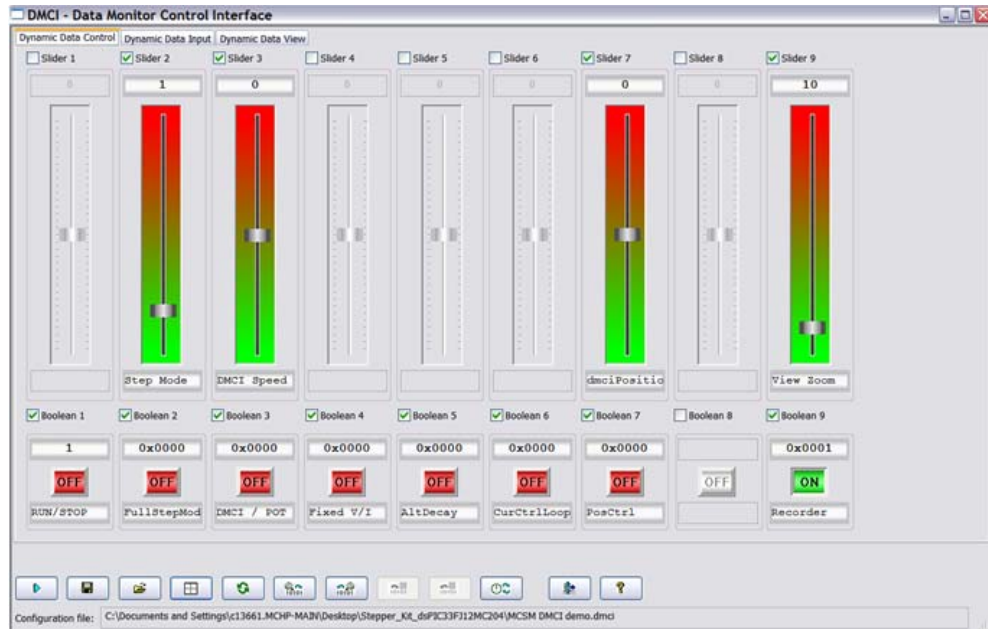 DMCI - Data Monitor Control Interface
Dynamic Data Control Dynamic Data Input Dynamic Data View
Slider 1 Slider 2 Slider 3 Slider 4 Slider 5 Slider 6 Slider 7 Slider 8 Slider 9
0 1 0 0 0 0 0 0 10
Step Mode DMCI Speed dmciPositio View Zoom
Boolean 1 Boolean 2 Boolean 3 Boolean 4 Boolean 5 Boolean 6 Boolean 7 Boolean 8 Boolean 9
1 0x0000 0x0000 0x0000 0x0000 0x0000 0x0000 0x0001
OFF OFF OFF OFF OFF OFF OFF OFF ON
RUN/STOP FullStepMod DMCI / POT Fixed V/I AltDecay CurCtrlLoop PosCtrl Recorder
?
Configuration file: C:\Documents and Settings\c13661.MCHP-MAIN\Desktop\Stepper_Kit_dsPIC33FJ12MC204\MCSM DMCI demo.dmci